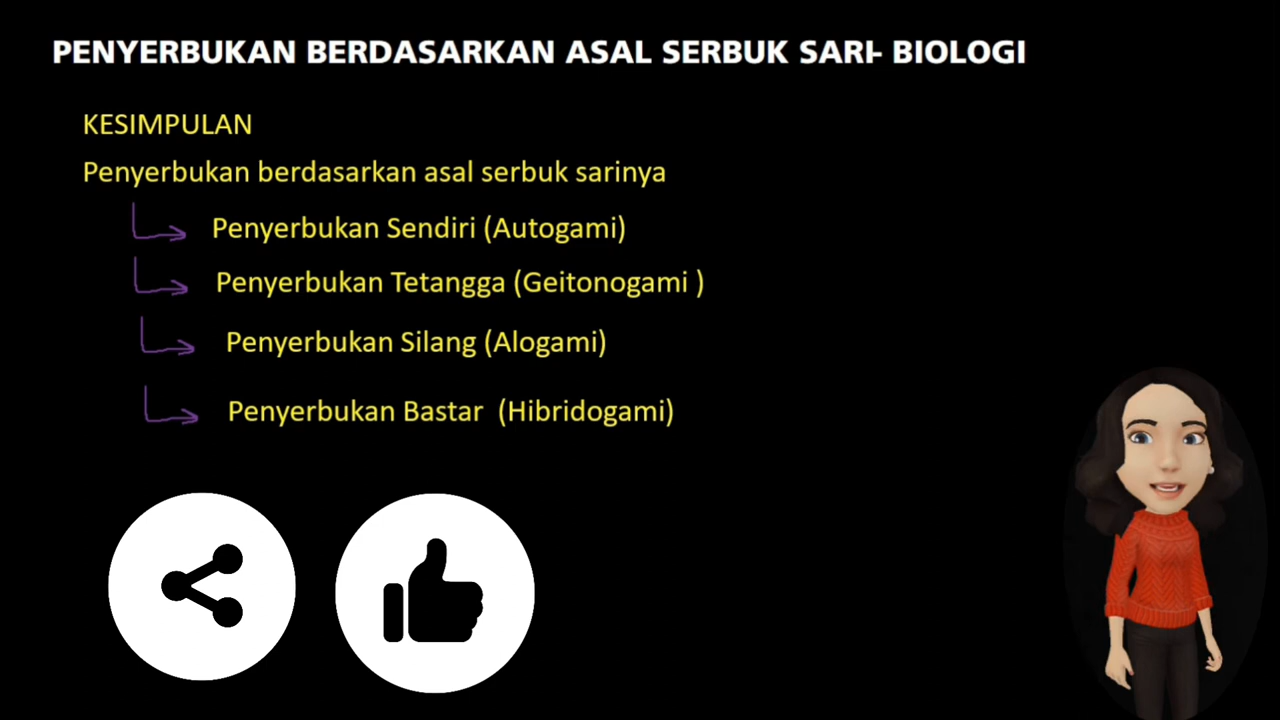 PENYERBUKAN BERDASARKAN ASAL SERBUK SARI- BIOLOGI
KESIMPULAN
Penyerbukan berdasarkan asal serbuk sarinya
Penyerbukan Sendiri (Autogami)
Penyerbukan Tetangga (Geitonogami )
Penyerbukan Silang (Alogami)
Penyerbukan Bastar (Hibridogami)